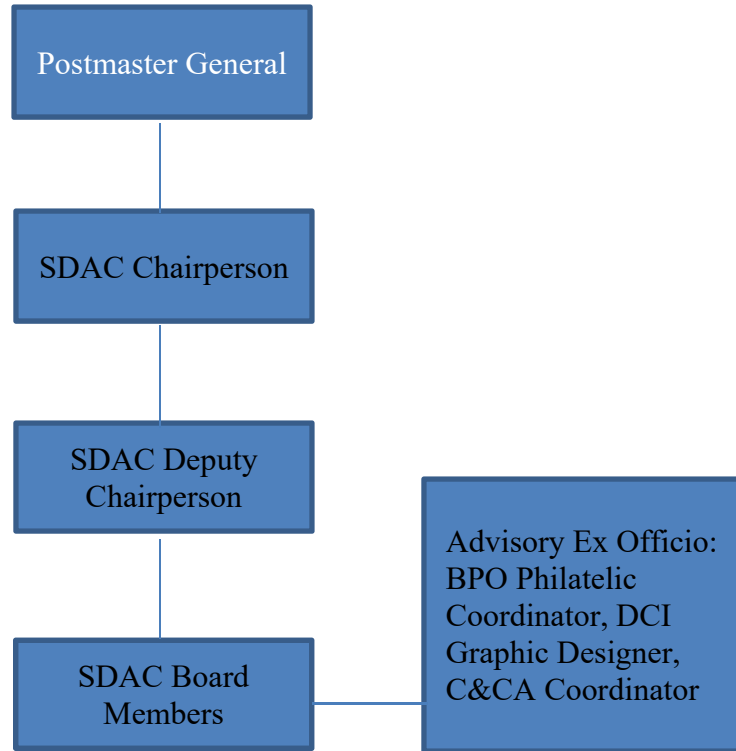 Postmaster General
SDAC Chairperson
SDAC Deputy
Chairperson
SDAC Board
Members
Advisory Ex Officio:
BPO Philatelic
Coordinator, DCI
Graphic Designer,
C&CA Coordinator